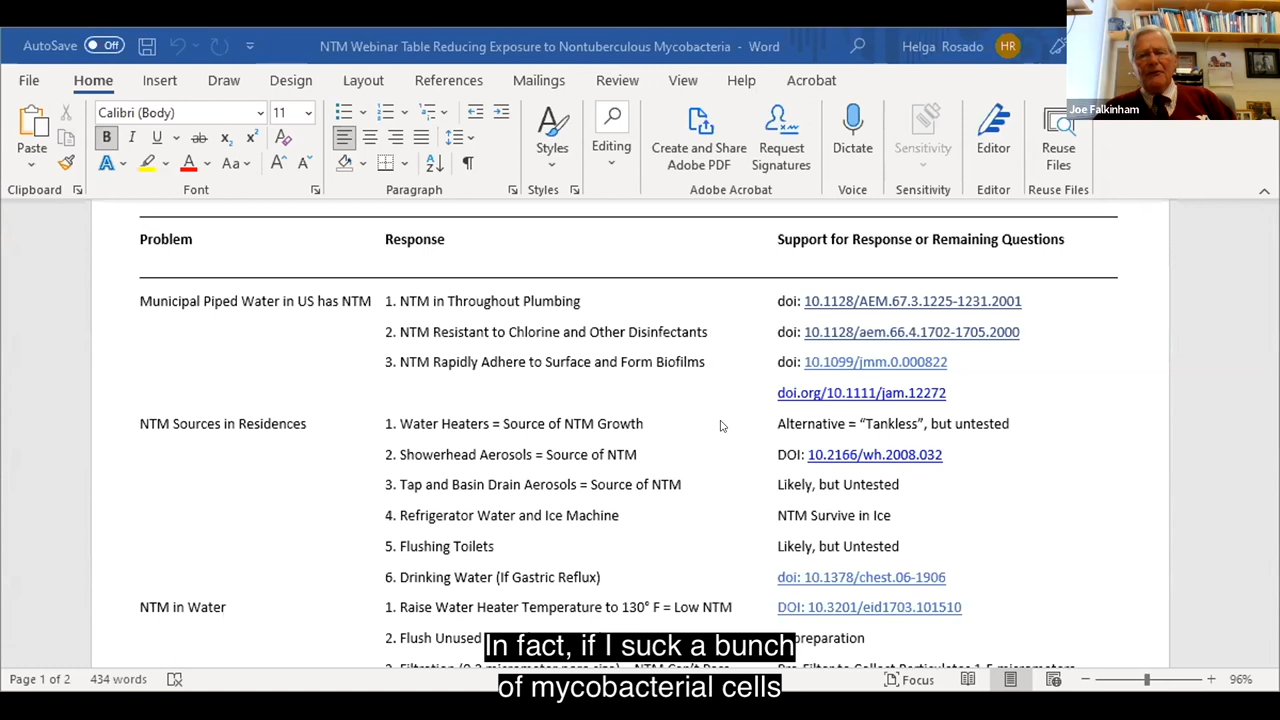 AutoSave Off NTM Webinar Table Reducing Exposure to Nontuberculous Mycobacteria - Word Helga Rosado HR
File Home Insert Draw Design Layout References Mailings Review View Help Acrobat
Joe Falkinham
Calibri (Body) 11
Paste
B I U ab x₂ x²
A A Aa A A
Styles
Editing
Create and Share Adobe PDF
Request Signatures
Dictate
Sensitivity
Editor
Reuse Files
Clipboard Font Paragraph Styles Adobe Acrobat Voice Sensitivity Editor Reuse Files
Problem Response Support for Response or Remaining Questions
Municipal Piped Water in US has NTM 1. NTM in Throughout Plumbing doi: 10.1128/AEM.67.3.1225-1231.2001
2. NTM Resistant to Chlorine and Other Disinfectants doi: 10.1128/aem.66.4.1702-1705.2000
3. NTM Rapidly Adhere to Surface and Form Biofilms doi: 10.1099/jmm.0.000822
doi.org/10.1111/jam.12272
NTM Sources in Residences 1. Water Heaters = Source of NTM Growth Alternative = “Tankless”, but untested
2. Showerhead Aerosols = Source of NTM DOI: 10.2166/wh.2008.032
3. Tap and Basin Drain Aerosols = Source of NTM Likely, but Untested
4. Refrigerator Water and Ice Machine NTM Survive in Ice
5. Flushing Toilets Likely, but Untested
6. Drinking Water (If Gastric Reflux) doi: 10.1378/chest.06-1906
NTM in Water 1. Raise Water Heater Temperature to 130° F = Low NTM DOI: 10.3201/eid1703.101510
2. Flush Unused preparation
In fact, if I suck a bunch
of mycobacterial cells
Page 1 of 2 434 words Focus 96%